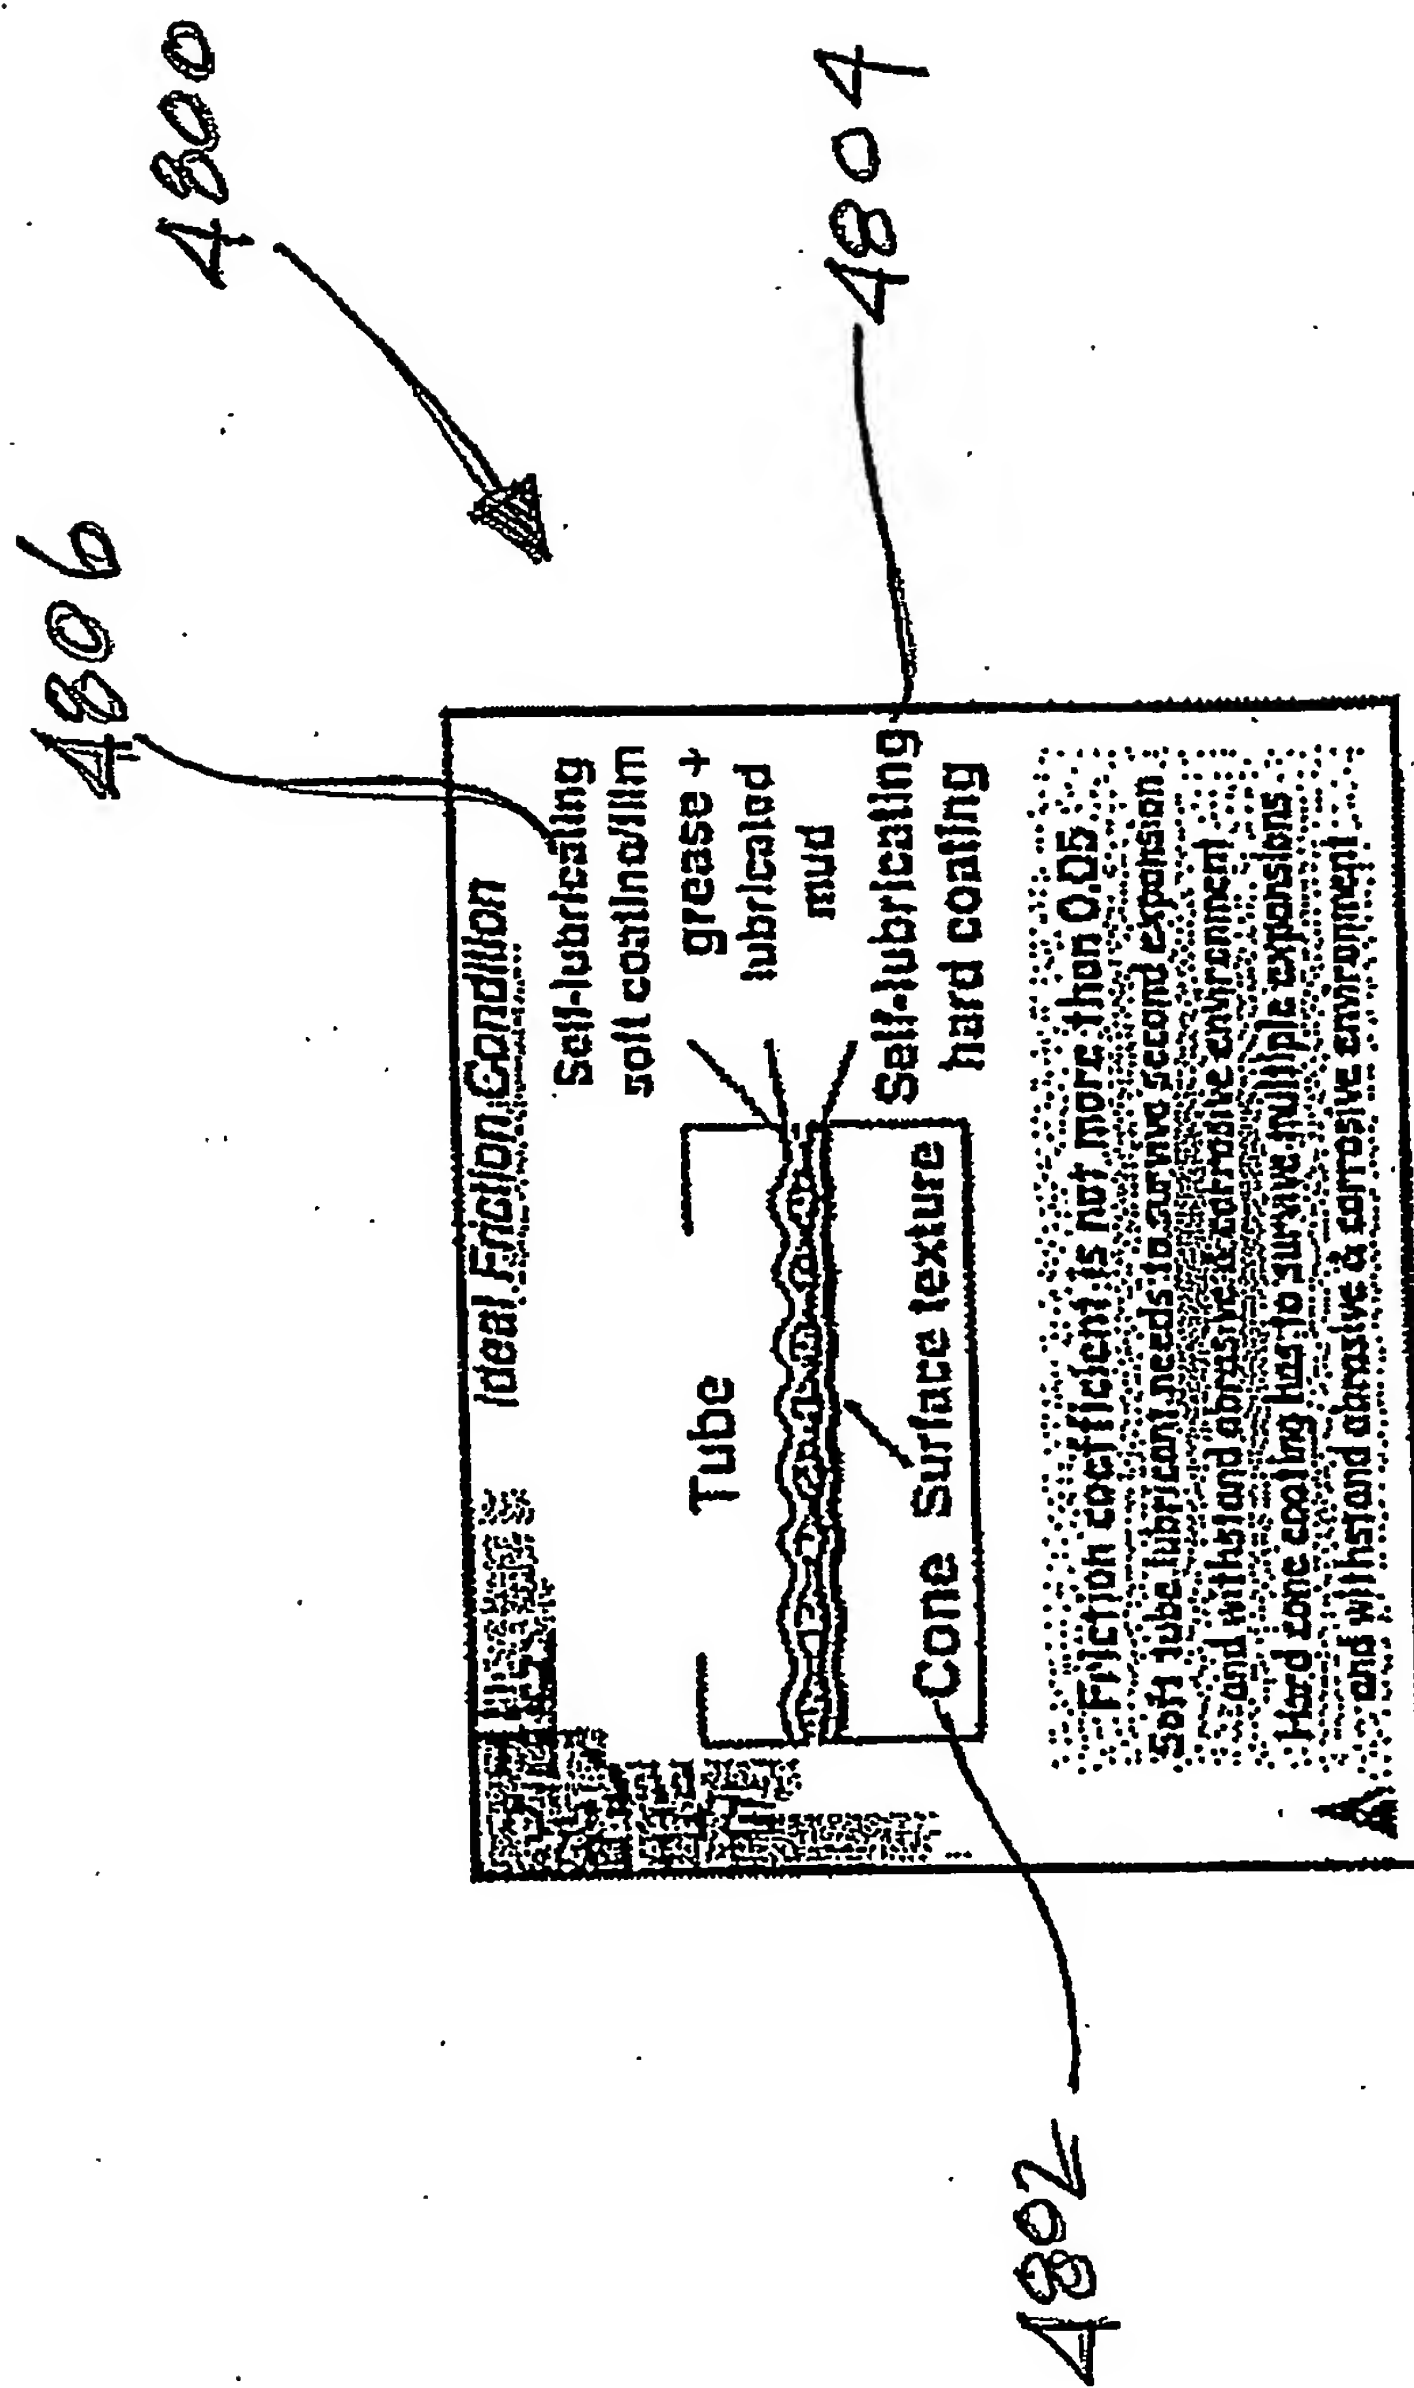 4806
4800
4804
Ideal Friction Condition
Self-lubricating
soft coating/film
grease +
lubricated
mud
Self-lubricating
hard coating
Tube
Cone Surface texture
Friction coefficient is not more than 0.05
Soft tube lubricant needs to survive second expansion
and withstand abrasive & corrosive environment
Hard cone coating has to survive multiple expansions
and withstand abrasive & corrosive environment
4802